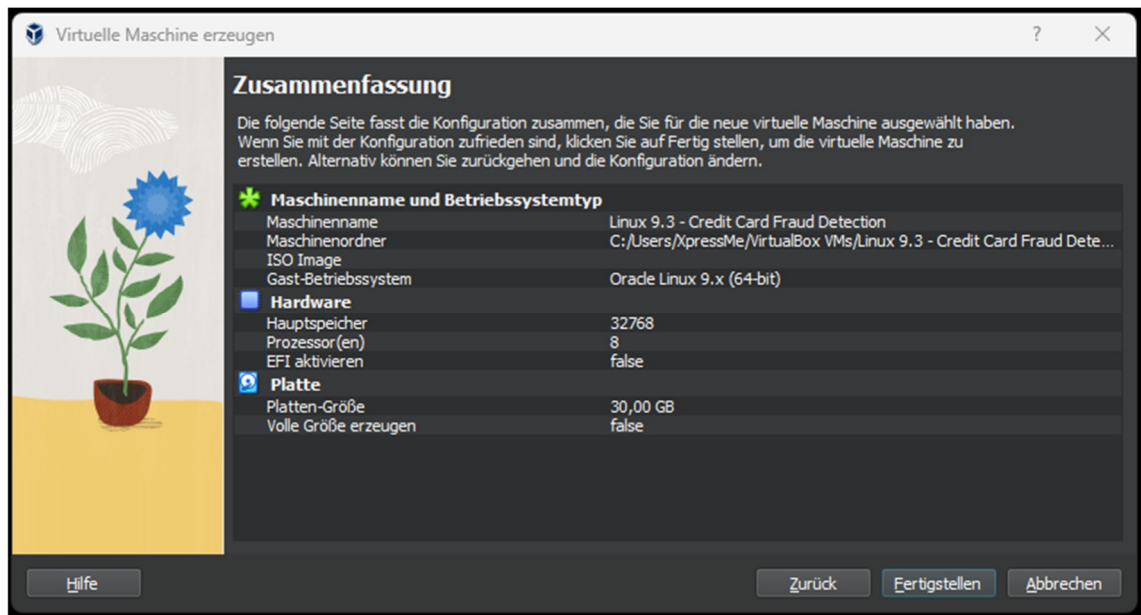 Virtuelle Maschine erzeugen
Zusammenfassung
Die folgende Seite fasst die Konfiguration zusammen, die Sie für die neue virtuelle Maschine ausgewählt haben.
Wenn Sie mit der Konfiguration zufrieden sind, klicken Sie auf Fertig stellen, um die virtuelle Maschine zu
erstellen. Alternativ können Sie zurückgehen und die Konfiguration ändern.
Maschinenname und Betriebssystemtyp
Maschinenname Linux 9.3 - Credit Card Fraud Detection
Maschinenordner C:/Users/XpressMe/VirtualBox VMs/Linux 9.3 - Credit Card Fraud Dete...
ISO Image
Gast-Betriebssystem Oracle Linux 9.x (64-bit)
Hardware
Hauptspeicher 32768
Prozessor(en) 8
EFI aktivieren false
Platte
Platten-Größe 30,00 GB
Volle Größe erzeugen false
Hilfe Zurück Fertigstellen Abbrechen